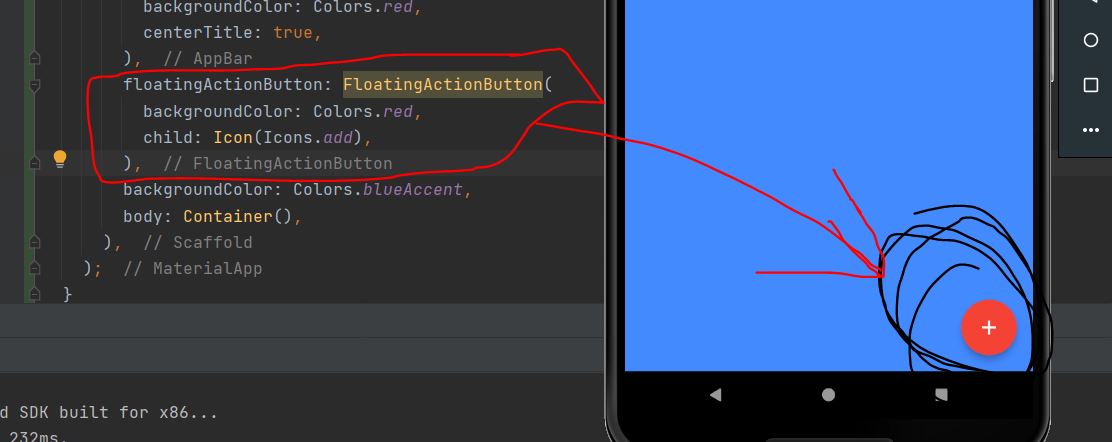 backgroundColor: Colors.red,
centerTitle: true,
), // AppBar
floatingActionButton: FloatingActionButton(
backgroundColor: Colors.red,
child: Icon(Icons.add),
), // FloatingActionButton
backgroundColor: Colors.blueAccent,
body: Container(),
), // Scaffold
); // MaterialApp
}
d SDK built for x86...
232ms.